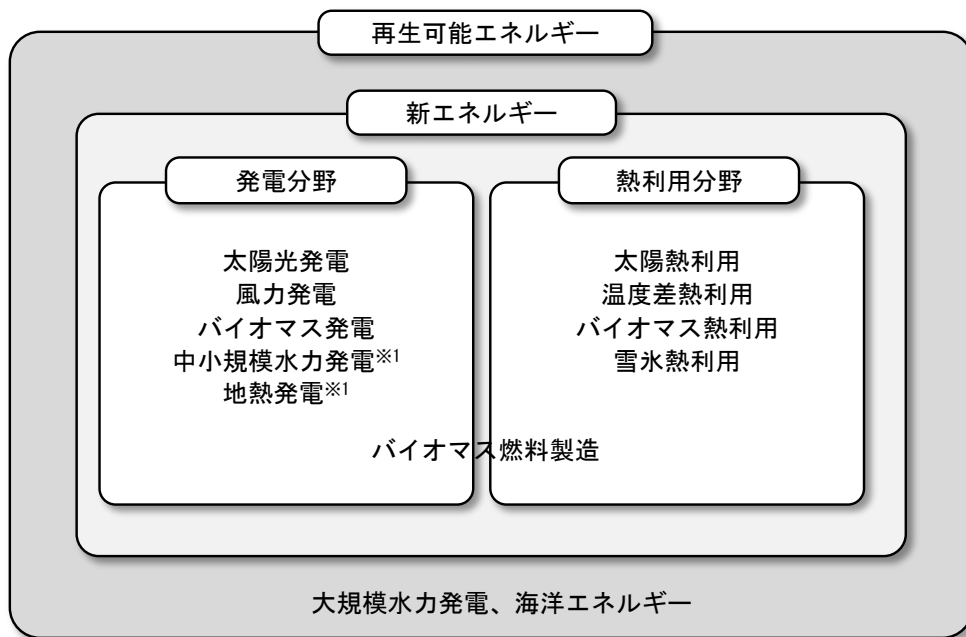 再生可能エネルギー
新エネルギー
発電分野
太陽光発電
風力発電
バイオマス発電
中小規模水力発電※1
地熱発電※1
熱利用分野
太陽熱利用
温度差熱利用
バイオマス熱利用
雪氷熱利用
バイオマス燃料製造
大規模水力発電、海洋エネルギー